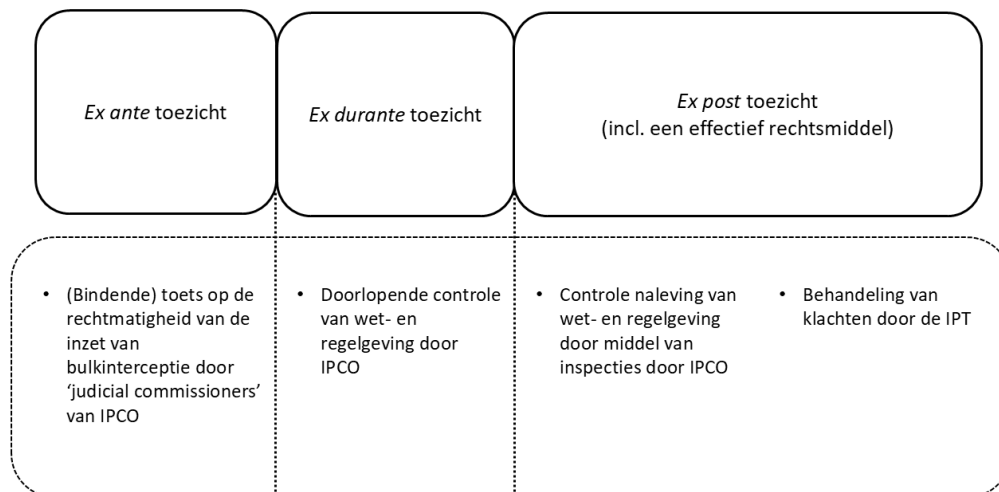 Ex ante toezicht
Ex durante toezicht
Ex post toezicht
(incl. een effectief rechtsmiddel)
• (Bindende) toets op de
rechtmatigheid van de
inzet van
bulkinterceptie door
‘judicial commissioners’
van IPCO
• Doorlopende controle
van wet- en
regelgeving door
IPCO
• Controle naleving van
wet- en regelgeving
door middel van
inspecties door IPCO
• Behandeling van
klachten door de IPT